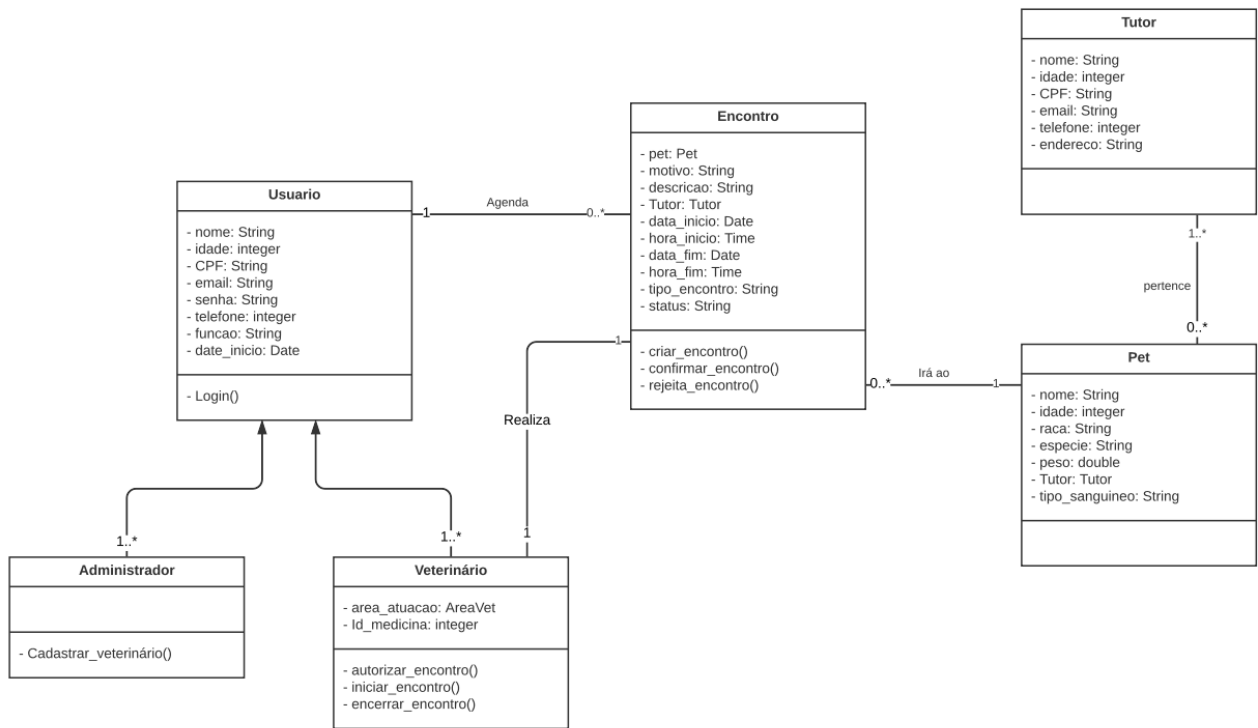 Tutor
- nome: String
- idade: integer
- CPF: String
- email: String
- telefone: integer
- endereco: String
Encontro
- pet: Pet
- motivo: String
- descricao: String
- Tutor: Tutor
- data_inicio: Date
- hora_inicio: Time
- data_fim: Date
- hora_fim: Time
- tipo_encontro: String
- status: String
- criar_encontro()
- confirmar_encontro()
- rejeita_encontro()
Usuario
- nome: String
- idade: integer
- CPF: String
- email: String
- senha: String
- telefone: integer
- funcao: String
- date_inicio: Date
- Login()
1
Agenda
0..*
1..*
pertence
0..*
Pet
- nome: String
- idade: integer
- raca: String
- especie: String
- peso: double
- Tutor: Tutor
- tipo_sanguineo: String
0..*
Irá ao
1
1
Realiza
1
1..*
1..*
Administrador
- Cadastrar_veterinário()
Veterinário
- area_atuacao: AreaVet
- Id_medicina: integer
- autorizar_encontro()
- iniciar_encontro()
- encerrar_encontro()